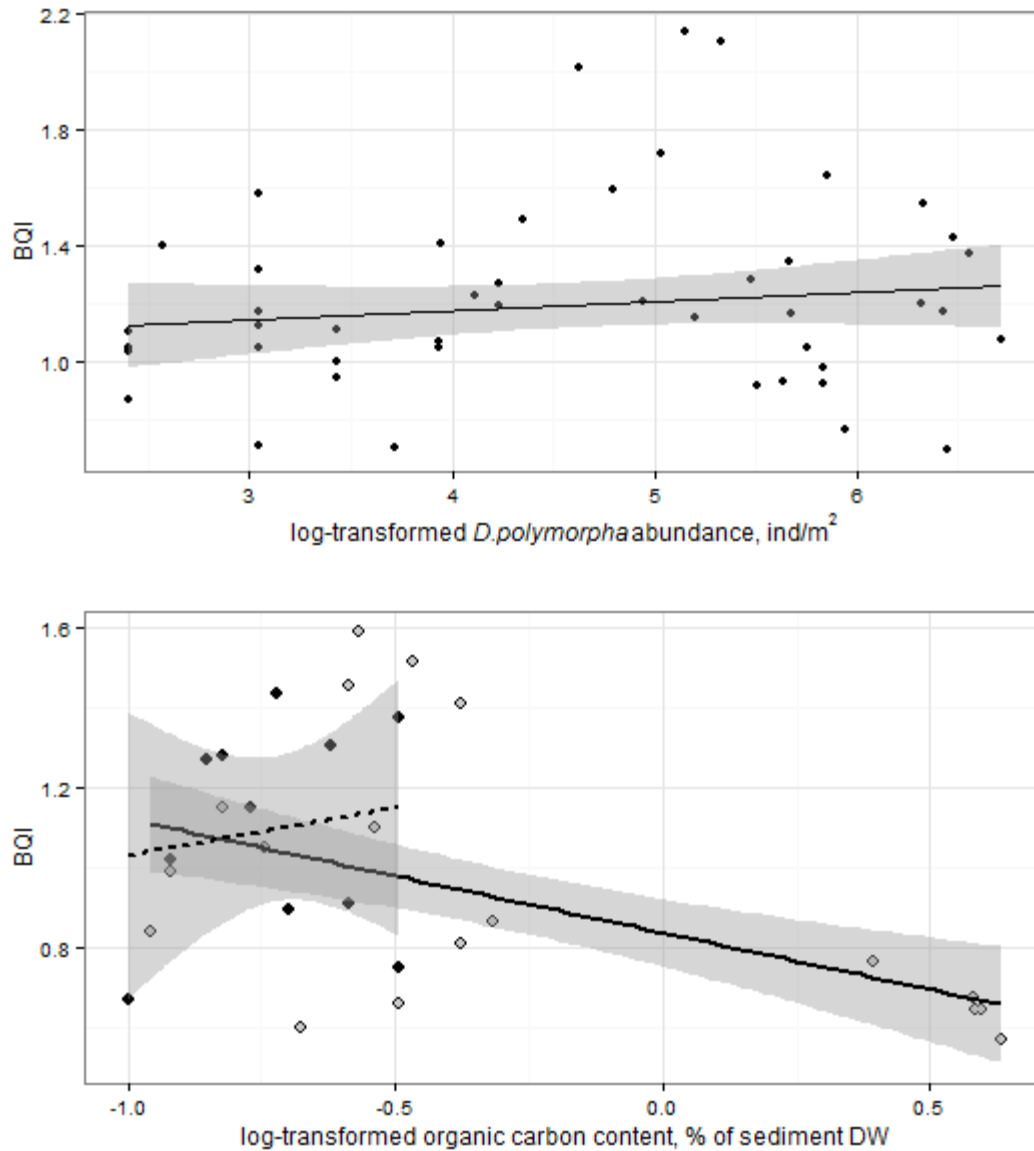 2.2
1.8
1.4
1.0
BQI
3 4 5 6
log-transformed D.polymorpha abundance, ind/m²
1.6
1.2
0.8
BQI
-1.0 -0.5 0.0 0.5
log-transformed organic carbon content, % of sediment DW